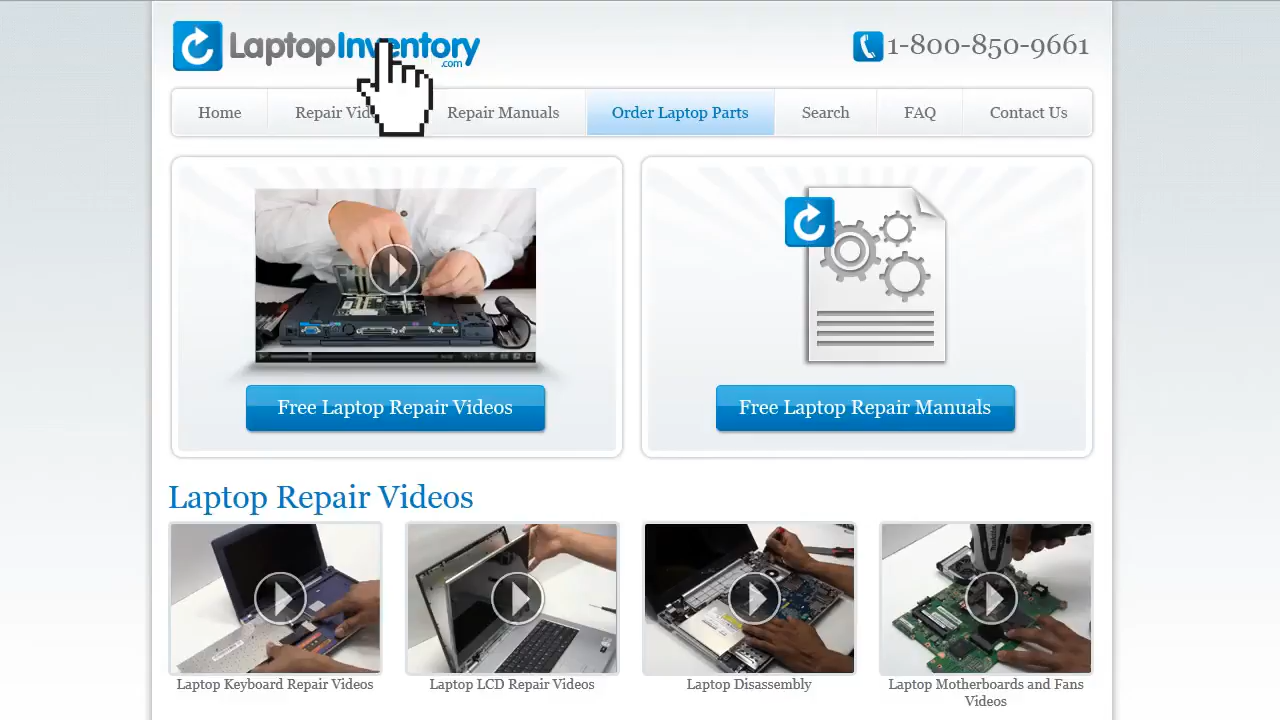 LaptopInventory
.com
1-800-850-9661
Home
Repair Manuals
Order Laptop Parts
Search
FAQ
Contact Us
Free Laptop Repair Videos
Free Laptop Repair Manuals
Laptop Repair Videos
Laptop Keyboard Repair Videos
Laptop LCD Repair Videos
Laptop Disassembly
Laptop Motherboards and Fans
Videos